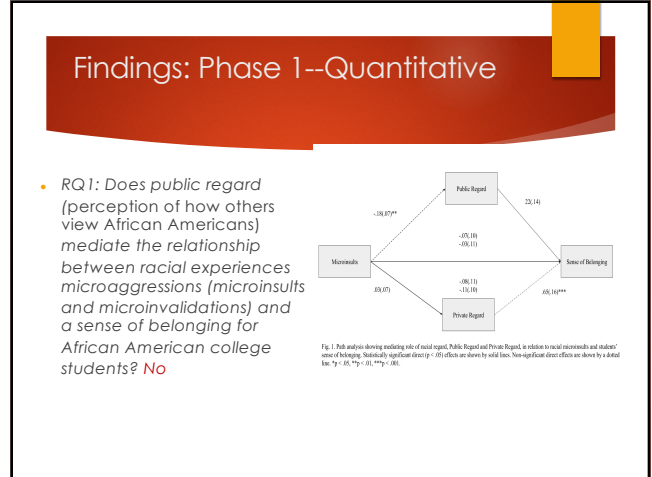 Findings: Phase 1--Quantitative
RQ1: Does public regard
(perception of how others
view African Americans)
mediate the relationship
between racial experiences
microaggressions (microinsults
and microinvalidations) and
a sense of belonging for
African American college
students? No
Public Regard
-.18(.07)**
22(.14)
-.07(.10)
-.03(.11)
Microinsults
Sense of Belonging
-.08(.11)
-.11(.10)
.03(.07)
.65(.16)***
Private Regard
Fig. 1. Path analysis showing mediating role of racial regard, Public Regard and Private Regard, in relation to racial microinsults and students'
sense of belonging. Statistically significant direct (p < .05) effects are shown by solid lines. Non-significant direct effects are shown by a dotted
line. *p < .05, **p < .01, ***p < .001.